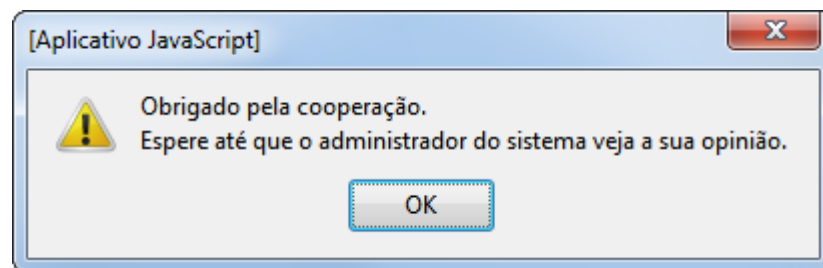 [Aplicativo JavaScript]
Obrigado pela cooperação.
Espere até que o administrador do sistema veja a sua opinião.
OK